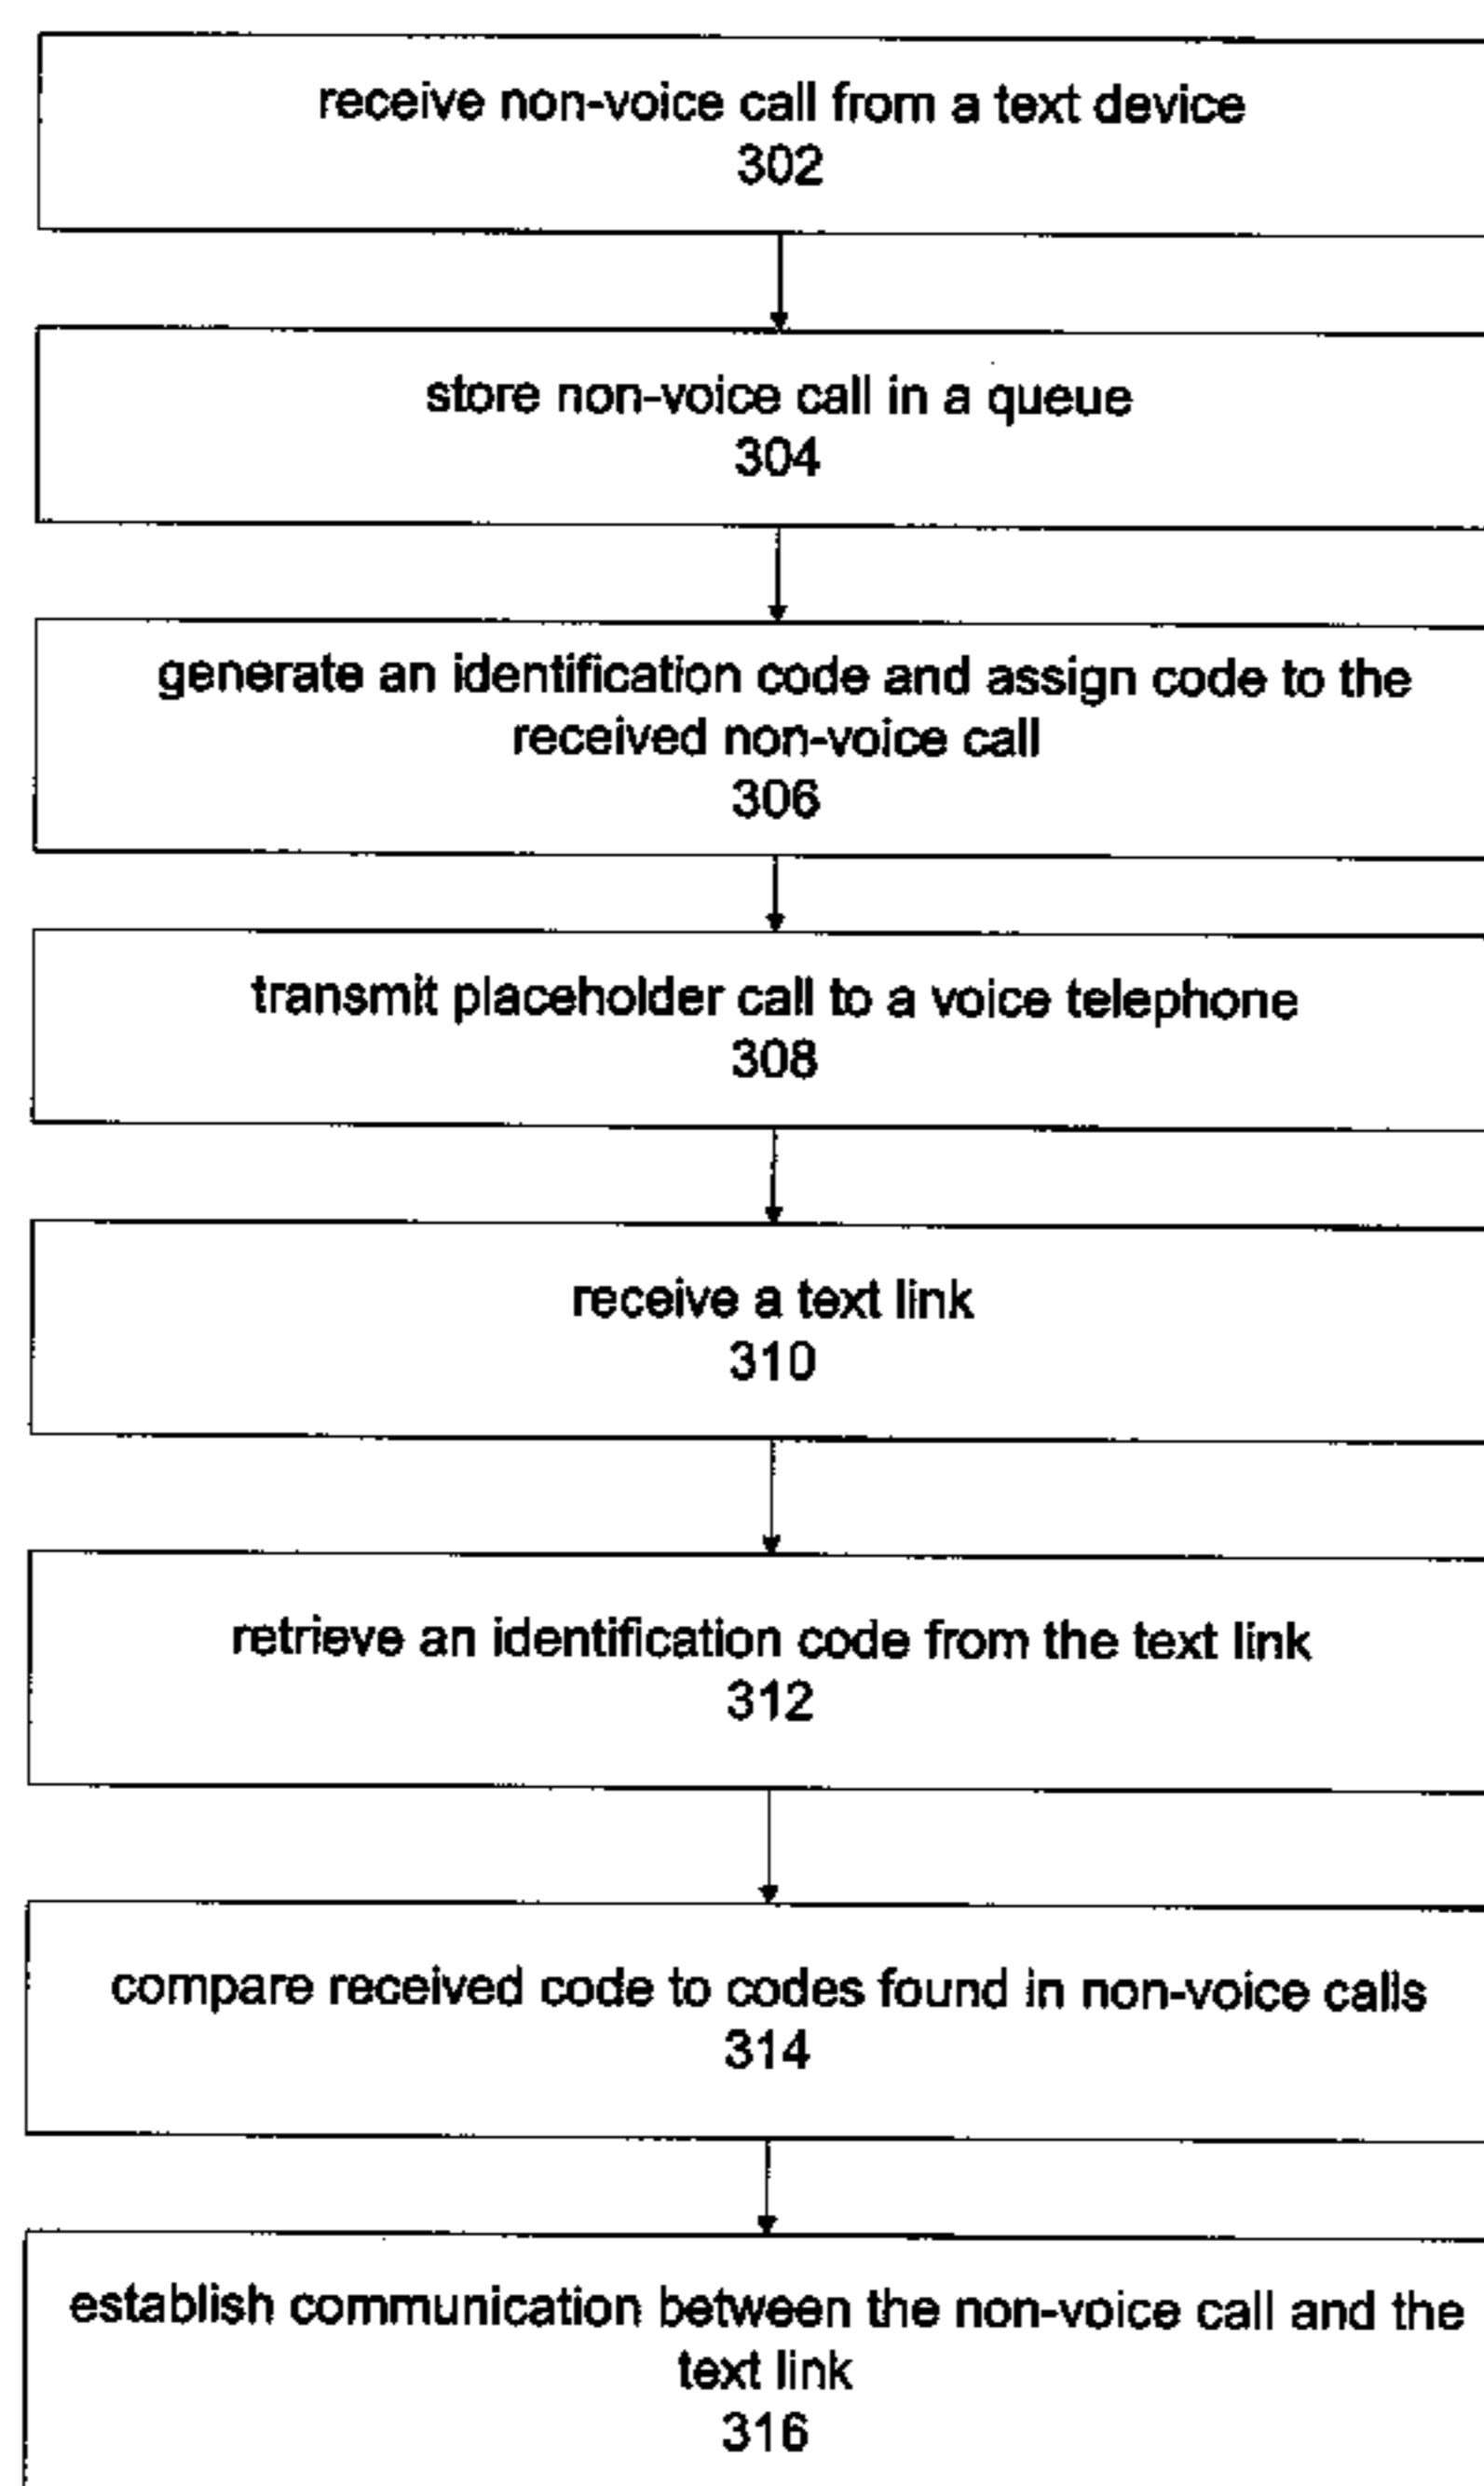 receive non-voice call from a text device
302
store non-voice call in a queue
304
generate an identification code and assign code to the
received non-voice call
306
transmit placeholder call to a voice telephone
308
receive a text link
310
retrieve an identification code from the text link
312
compare received code to codes found in non-voice calls
314
establish communication between the non-voice call and the
text link
316